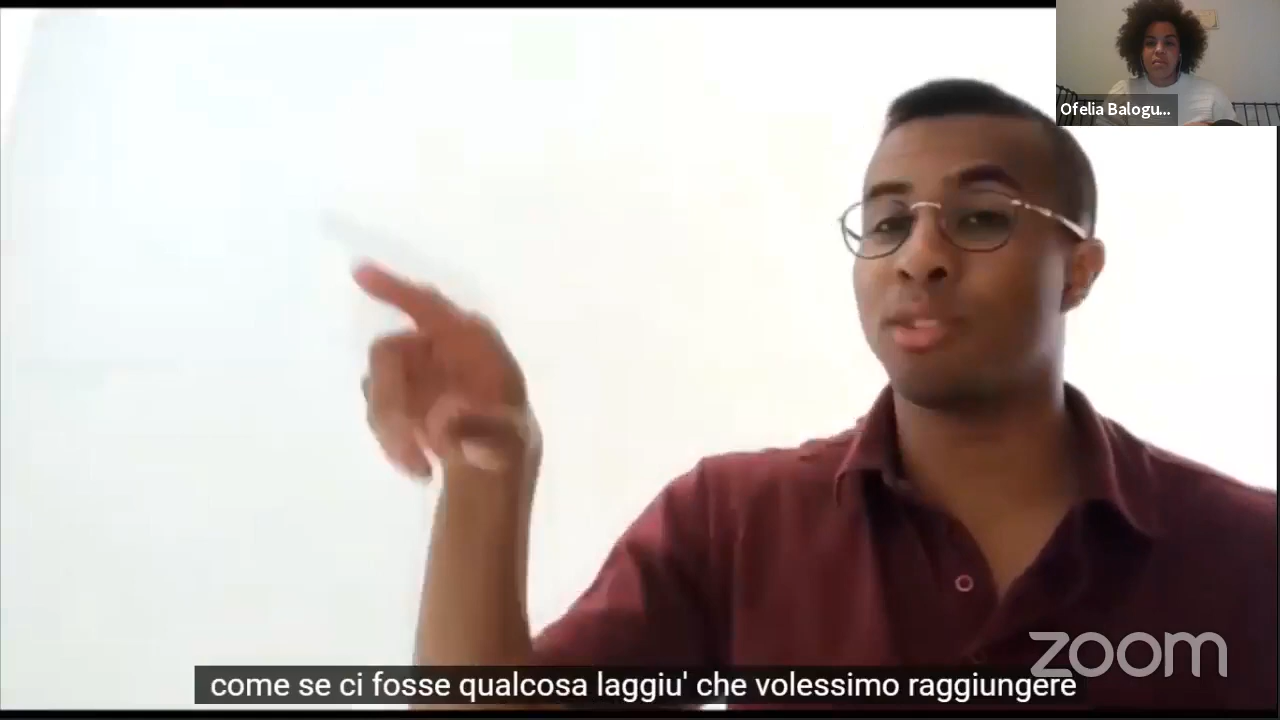 Ofelia Balogu...
zoom
come se ci fosse qualcosa laggiu' che volessimo raggiungere